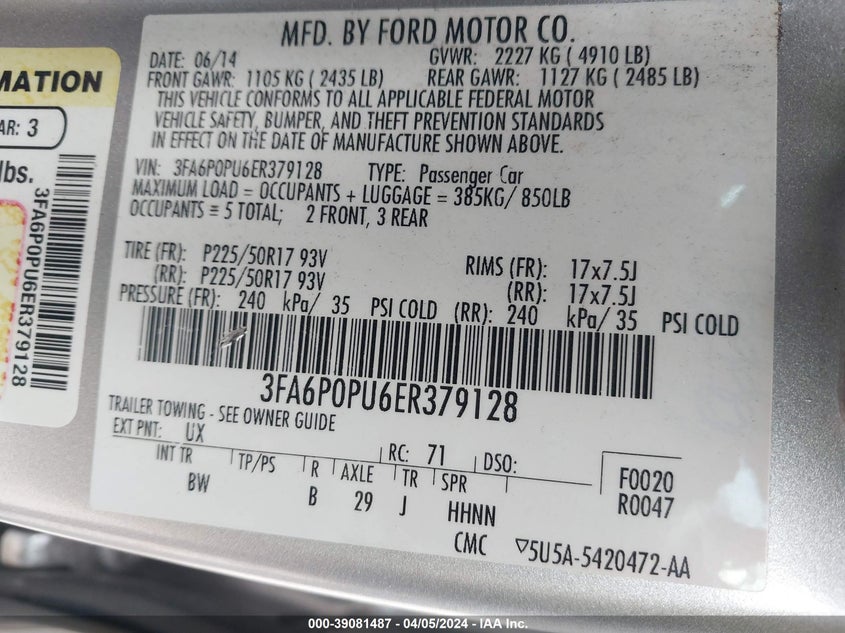 MFD. BY FORD MOTOR CO.
DATE: 06/14 GVWR: 2227 KG ( 4910 LB)
FRONT GAWR: 1105 KG ( 2435 LB) REAR GAWR: 1127 KG ( 2485 LB)
THIS VEHICLE CONFORMS TO ALL APPLICABLE FEDERAL MOTOR
VEHICLE SAFETY, BUMPER, AND THEFT PREVENTION STANDARDS
IN EFFECT ON THE DATE OF MANUFACTURE SHOWN ABOVE.
VIN: 3FA6P0PU6ER379128 TYPE: Passenger Car
MAXIMUM LOAD = OCCUPANTS + LUGGAGE = 385KG/ 850LB
OCCUPANTS = 5 TOTAL; 2 FRONT, 3 REAR
TIRE (FR): P225/50R17 93V RIMS (FR): 17x7.5J
(RR): P225/50R17 93V (RR): 17x7.5J
PRESSURE (FR): 240 kPa/ 35 PSI COLD (RR): 240 kPa/ 35 PSI COLD
3FA6P0PU6ER379128
TRAILER TOWING - SEE OWNER GUIDE
EXT PNT: UX RC: 71 DSO:
INT TR TP/PS R AXLE TR SPR F0020
BW B 29 J HHNN R0047
CMC ▽5U5A-5420472-AA
MATION
AR: 3
lbs.
3FA6P0PU6ER379128
000-39081487 - 04/05/2024 - IAA Inc.